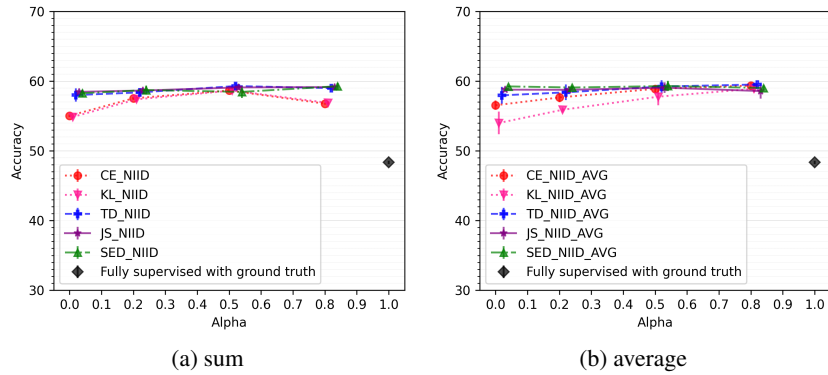 70
60
50
40
30
Accuracy
CE_NIID
KL_NIID
TD_NIID
JS_NIID
SED_NIID
Fully supervised with ground truth
0.0 0.1 0.2 0.3 0.4 0.5 0.6 0.7 0.8 0.9 1.0
Alpha
(a) sum
70
60
50
40
30
Accuracy
CE_NIID_AVG
KL_NIID_AVG
TD_NIID_AVG
JS_NIID_AVG
SED_NIID_AVG
Fully supervised with ground truth
0.0 0.1 0.2 0.3 0.4 0.5 0.6 0.7 0.8 0.9 1.0
Alpha
(b) average